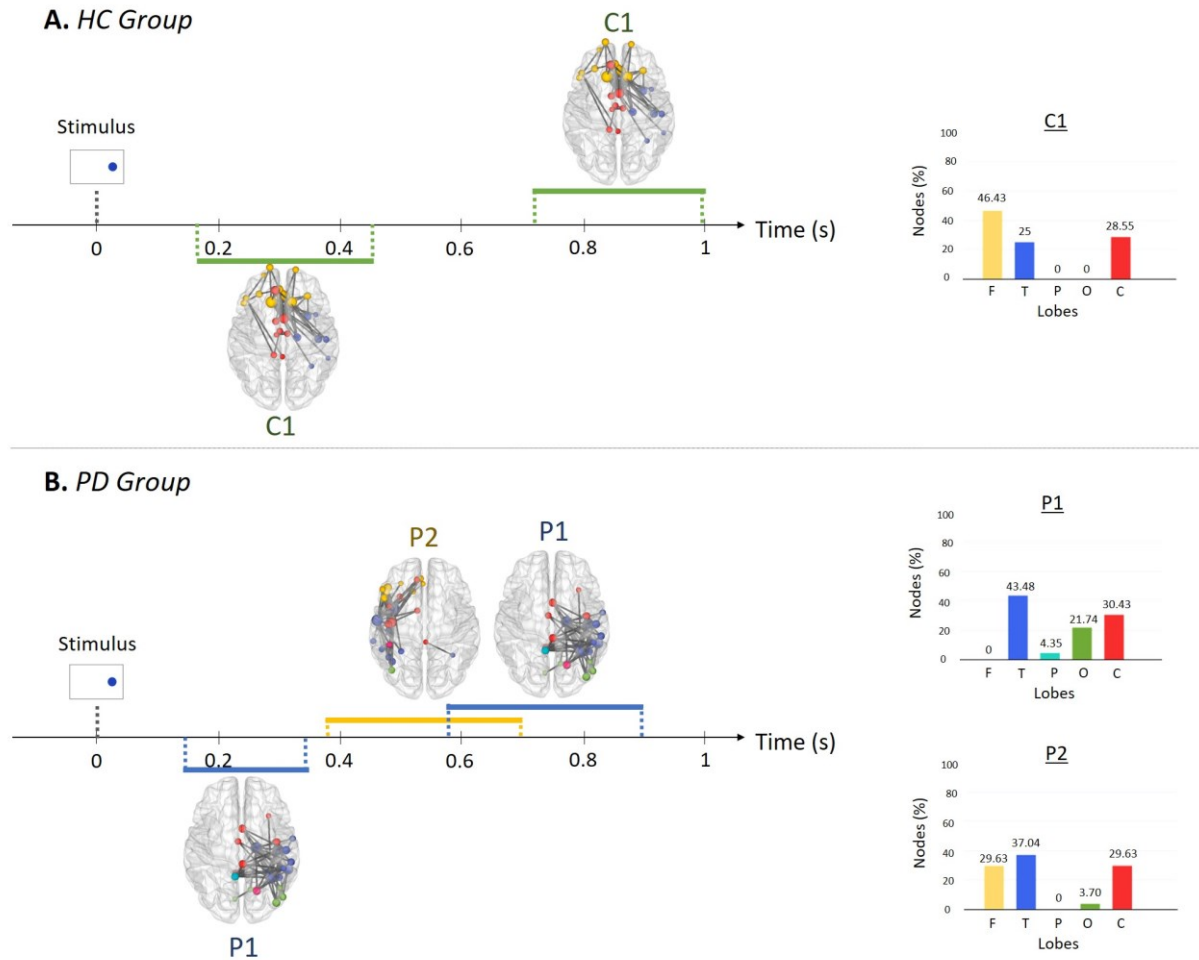 A. HC Group
C1
Stimulus
0
0.2
0.4
0.6
0.8
1
Time (s)
C1
C1
Nodes (%)
100
80
60
40
20
0
46.43
25
0
0
28.55
F T P O C
Lobes
B. PD Group
P2
P1
Stimulus
0
0.2
0.4
0.6
0.8
1
Time (s)
P1
P1
Nodes (%)
100
80
60
40
20
0
0
43.48
4.35
21.74
30.43
F T P O C
Lobes
P2
Nodes (%)
100
80
60
40
20
0
29.63
37.04
0
3.70
29.63
F T P O C
Lobes